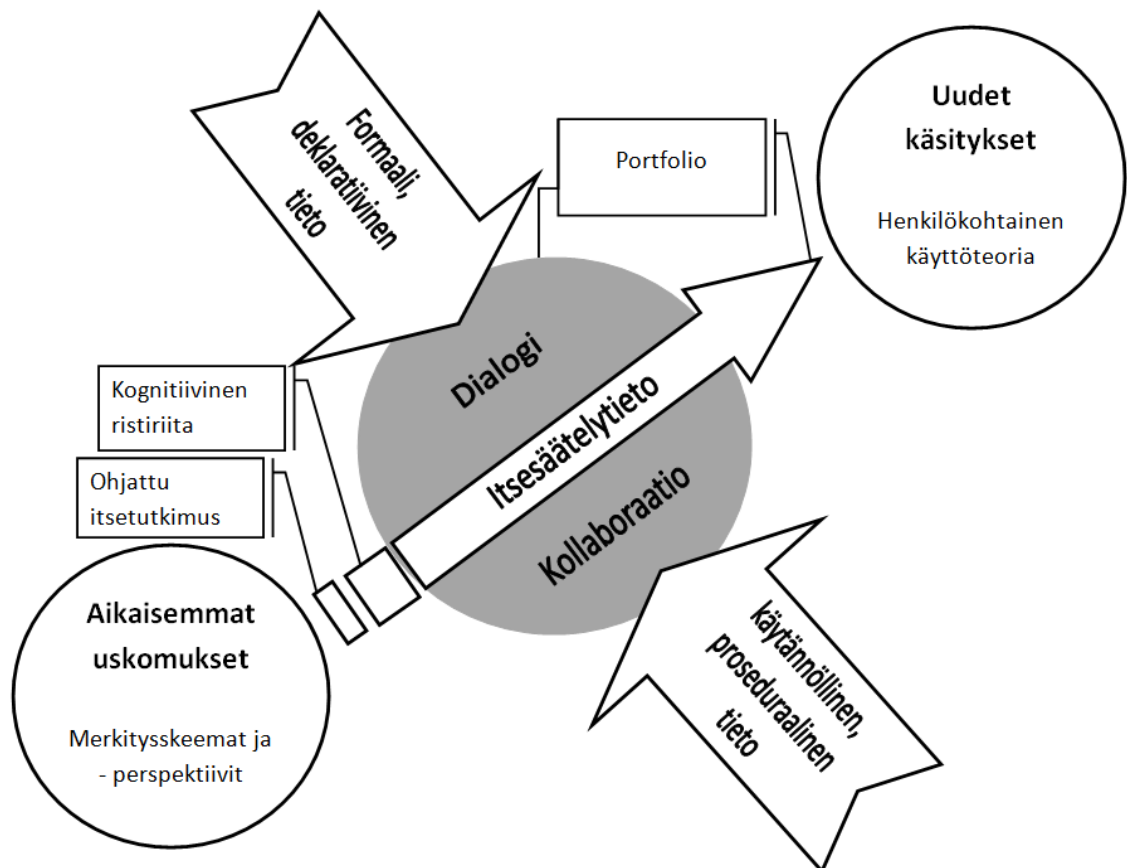 Formaali,
deklaratiivinen
tieto
Portfolio
Uudet
käsitykset
Henkilökohtainen
käyttöteoria
Dialogi
Itsesäätelytieto
Kollaboraatio
Kognitiivinen
ristiriita
Ohjattu
itsetutkimus
Aikaisemmat
uskomukset
Merkitysskeemat ja
- perspektiivit
käytännöllinen,
proseduraalinen
tieto